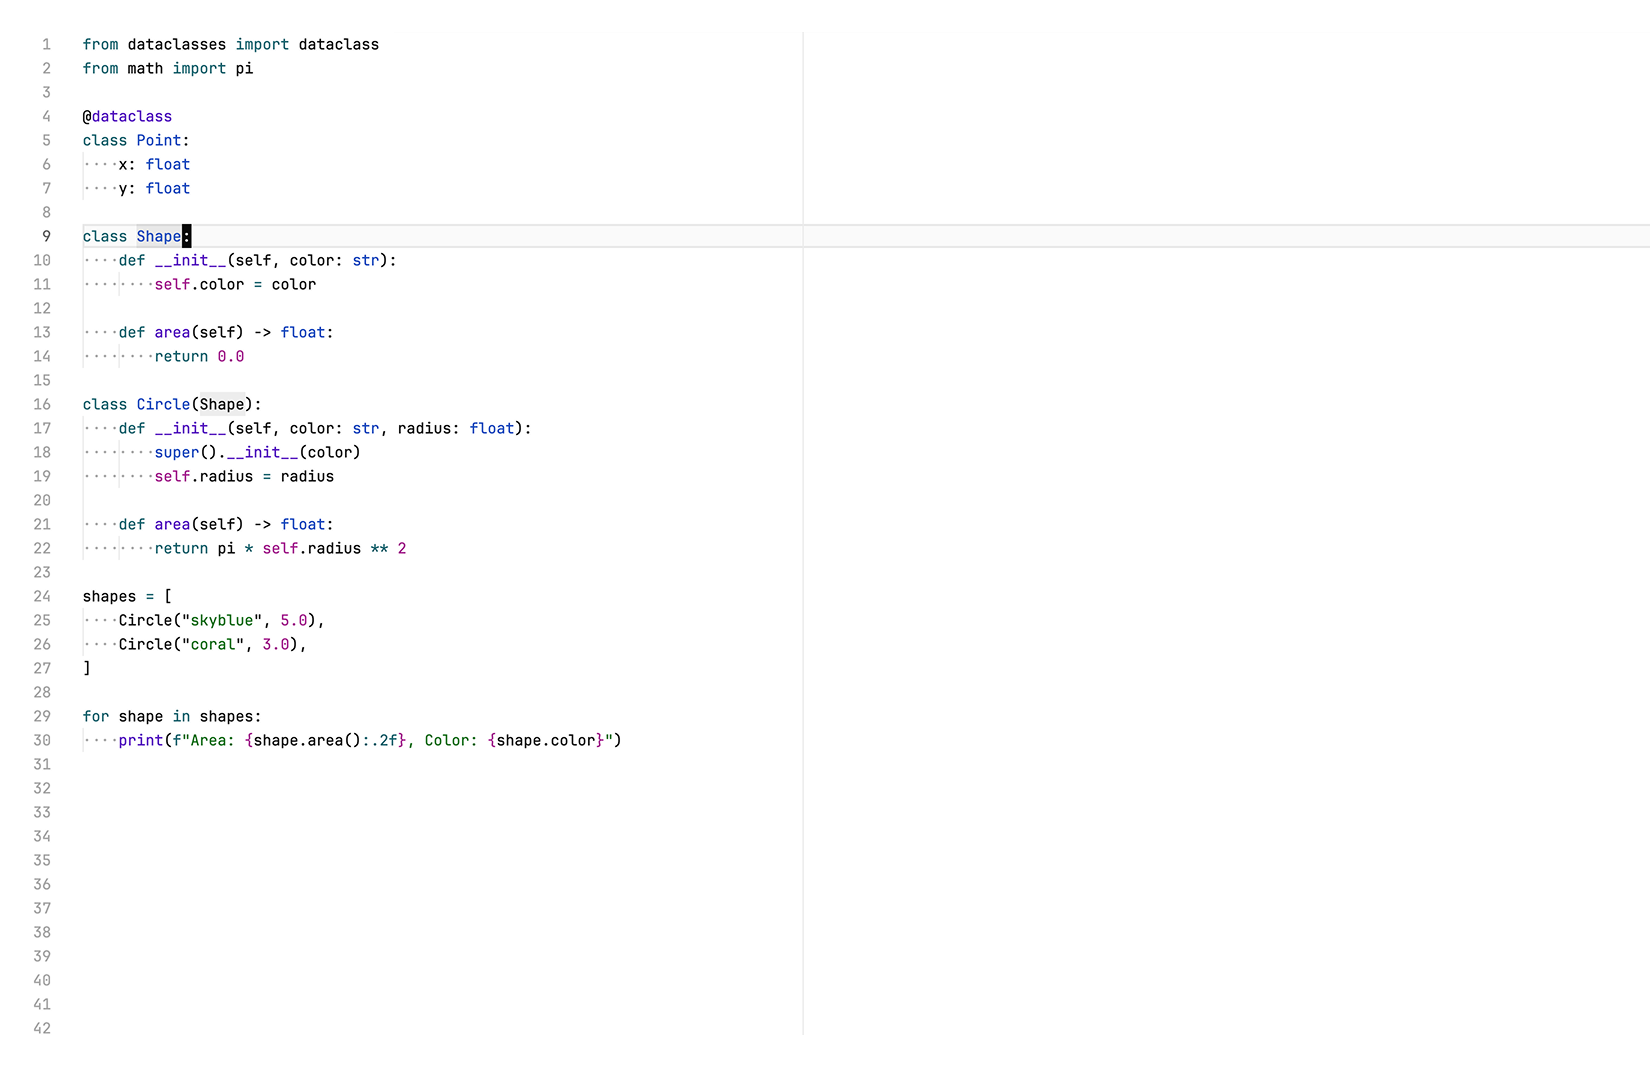 1 from dataclasses import dataclass
2 from math import pi
3
4 @dataclass
5 class Point:
6 ····x: float
7 ····y: float
8
9 class Shape:
10 ····def __init__(self, color: str):
11 ········self.color = color
12
13 ····def area(self) -> float:
14 ········return 0.0
15
16 class Circle(Shape):
17 ····def __init__(self, color: str, radius: float):
18 ········super().__init__(color)
19 ········self.radius = radius
20
21 ····def area(self) -> float:
22 ········return pi * self.radius ** 2
23
24 shapes = [
25 ····Circle("skyblue", 5.0),
26 ····Circle("coral", 3.0),
27 ]
28
29 for shape in shapes:
30 ····print(f"Area: {shape.area():.2f}, Color: {shape.color}")
31
32
33
34
35
36
37
38
39
40
41
42